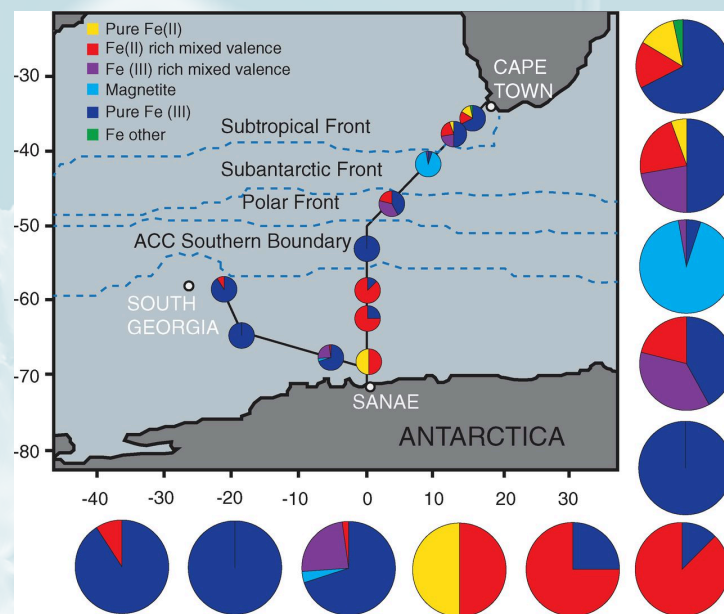 Pure Fe(II)
Fe(II) rich mixed valence
Fe (III) rich mixed valence
Magnetite
Pure Fe (III)
Fe other
CAPE
TOWN
Subtropical Front
Subantarctic Front
Polar Front
ACC Southern Boundary
SOUTH
GEORGIA
SANAE
ANTARCTICA
-30
-40
-50
-60
-70
-80
-40 -30 -20 -10 0 10 20 30